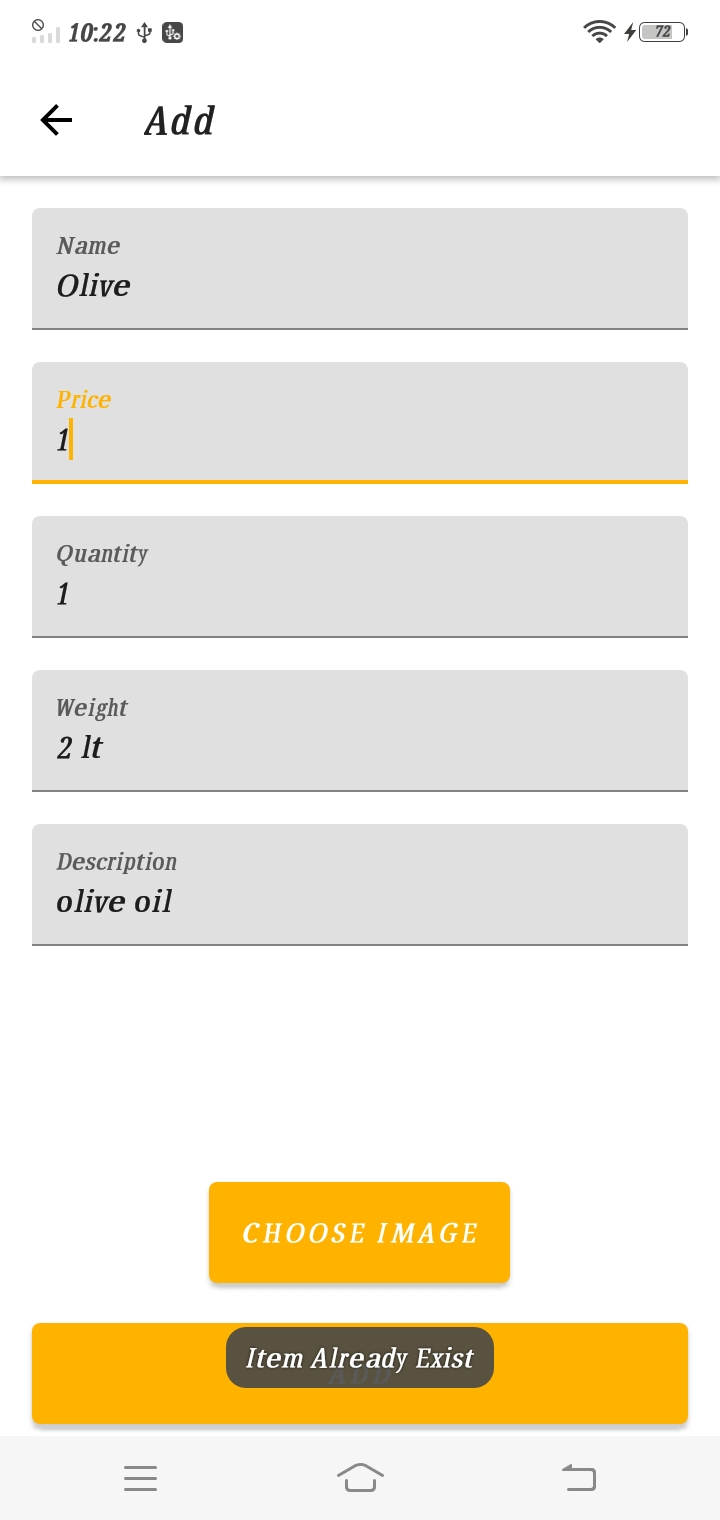 10:22
72
Add
Name
Olive
Price
1
Quantity
1
Weight
2 lt
Description
olive oil
CHOOSE IMAGE
Item Already Exist
ADD